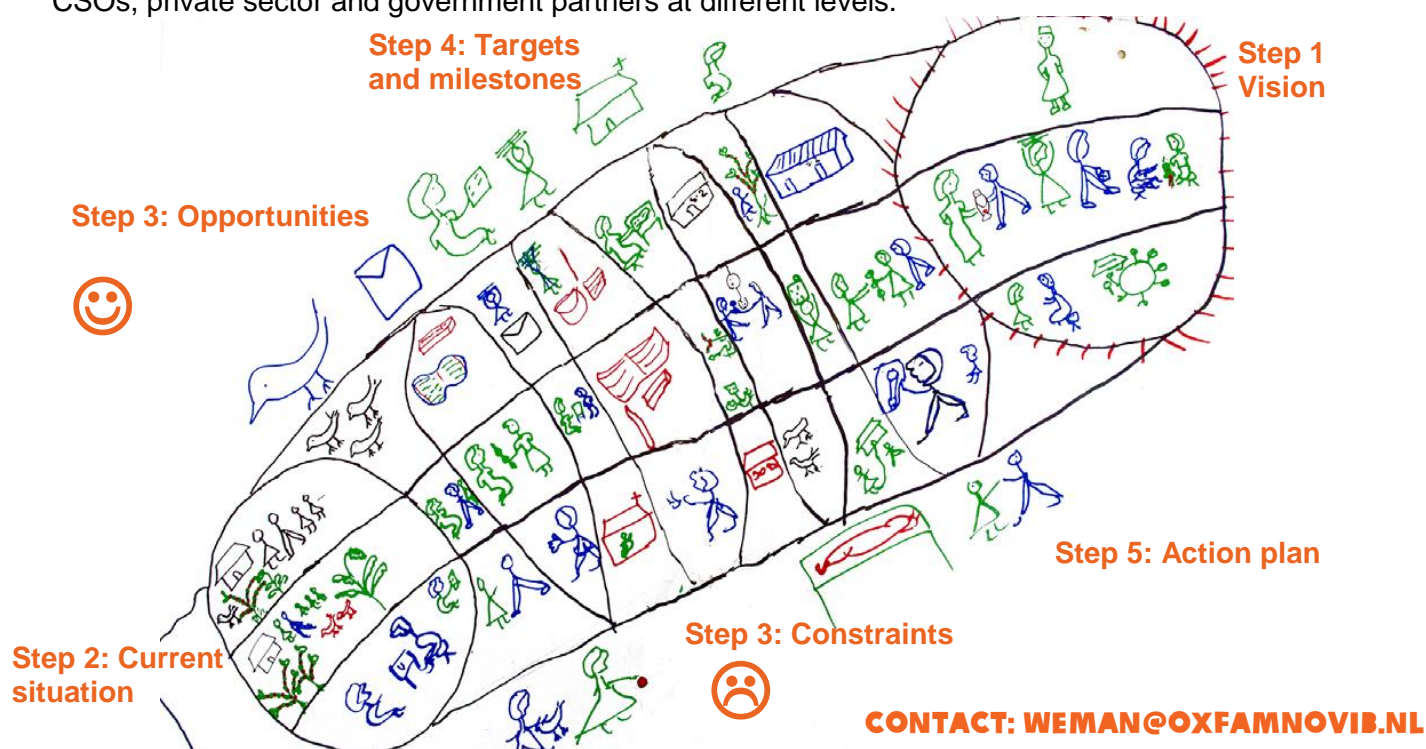 CSOs, private sector and government partners at different levels.
Step 4: Targets
and milestones
Step 1
Vision
Step 3: Opportunities
Step 5: Action plan
Step 3: Constraints
Step 2: Current
situation
CONTACT: WEMAN@OXFAMNOVIB.NL